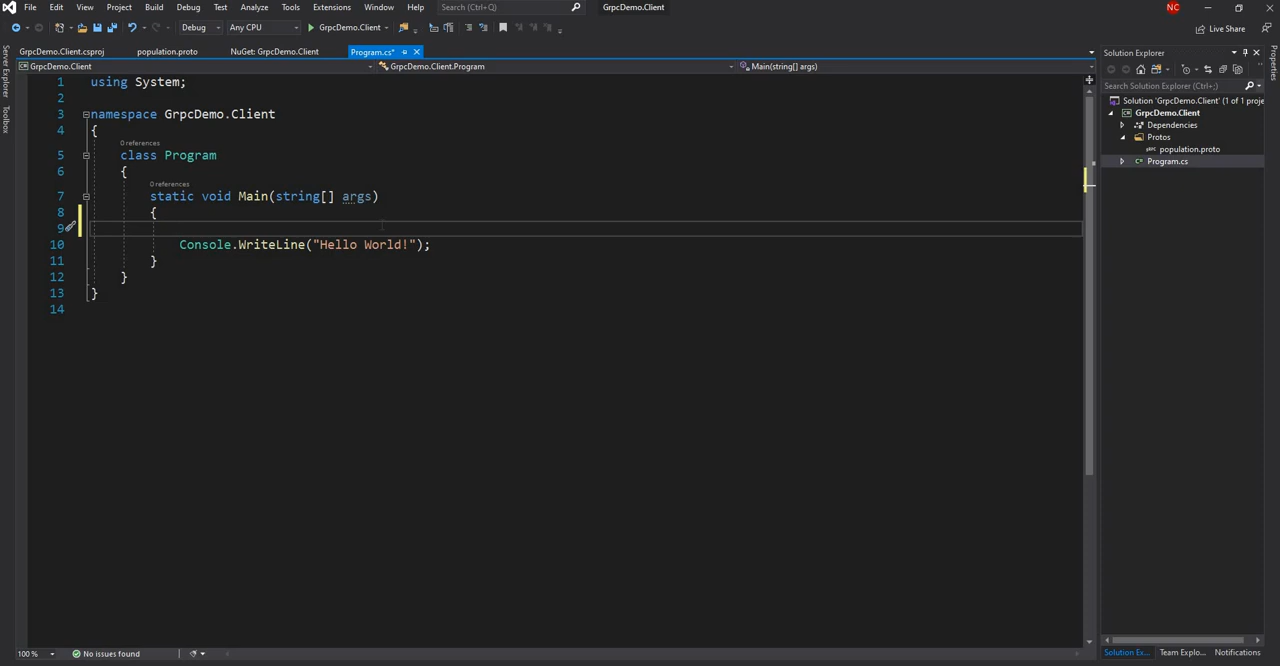 File Edit View Project Build Debug Test Analyze Tools Extensions Window Help Search (Ctrl+Q) GrpcDemo.Client NC
Debug Any CPU GrpcDemo.Client Live Share
GrpcDemo.Client.csproj population.proto NuGet: GrpcDemo.Client Program.cs*
GrpcDemo.Client GrpcDemo.Client.Program Main(string[] args)
Server Explorer
Toolbox
1 using System;
2
3 namespace GrpcDemo.Client
4 {
0 references
5 class Program
6 {
0 references
7 static void Main(string[] args)
8 {
9
10 Console.WriteLine("Hello World!");
11 }
12 }
13 }
14
Solution Explorer
Search Solution Explorer (Ctrl+;)
Solution 'GrpcDemo.Client' (1 of 1 proje
GrpcDemo.Client
Dependencies
Protos
population.proto
Program.cs
Properties
100 % No issues found
Solution Ex... Team Explo... Notifications